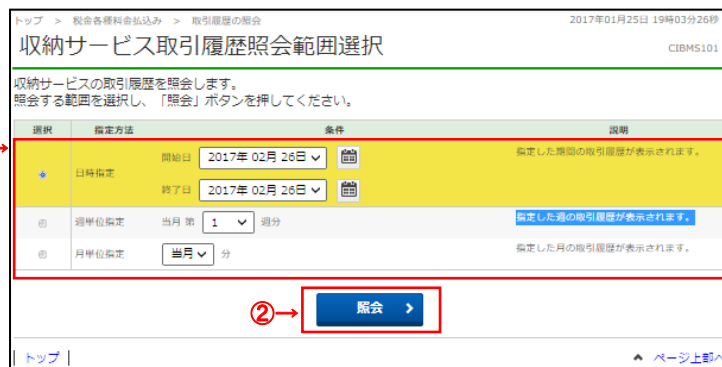 トップ > 税金各種料金払込み > 取引履歴の照会
2017年01月25日 19時03分26秒
収納サービス取引履歴照会範囲選択
CIBMS101
収納サービスの取引履歴を照会します。
照会する範囲を選択し、「照会」ボタンを押してください。
選択 指定方法 条件 説明
日時指定 開始日 2017年 02月 26日 指定した期間の取引履歴が表示されます。
終了日 2017年 02月 26日
週単位指定 当月 第 1 週分 指定した週の取引履歴が表示されます。
月単位指定 当月 分 指定した月の取引履歴が表示されます。
②→ 照会 >
トップ | ページ上部へ